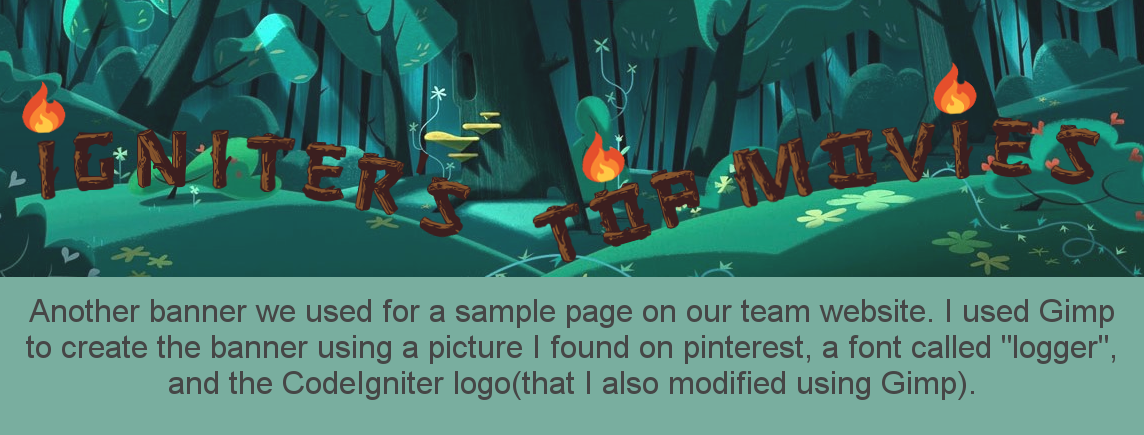 IGNITERS TOP MOVIES
Another banner we used for a sample page on our team website. I used Gimp
to create the banner using a picture I found on pinterest, a font called "logger",
and the CodeIgniter logo(that I also modified using Gimp).